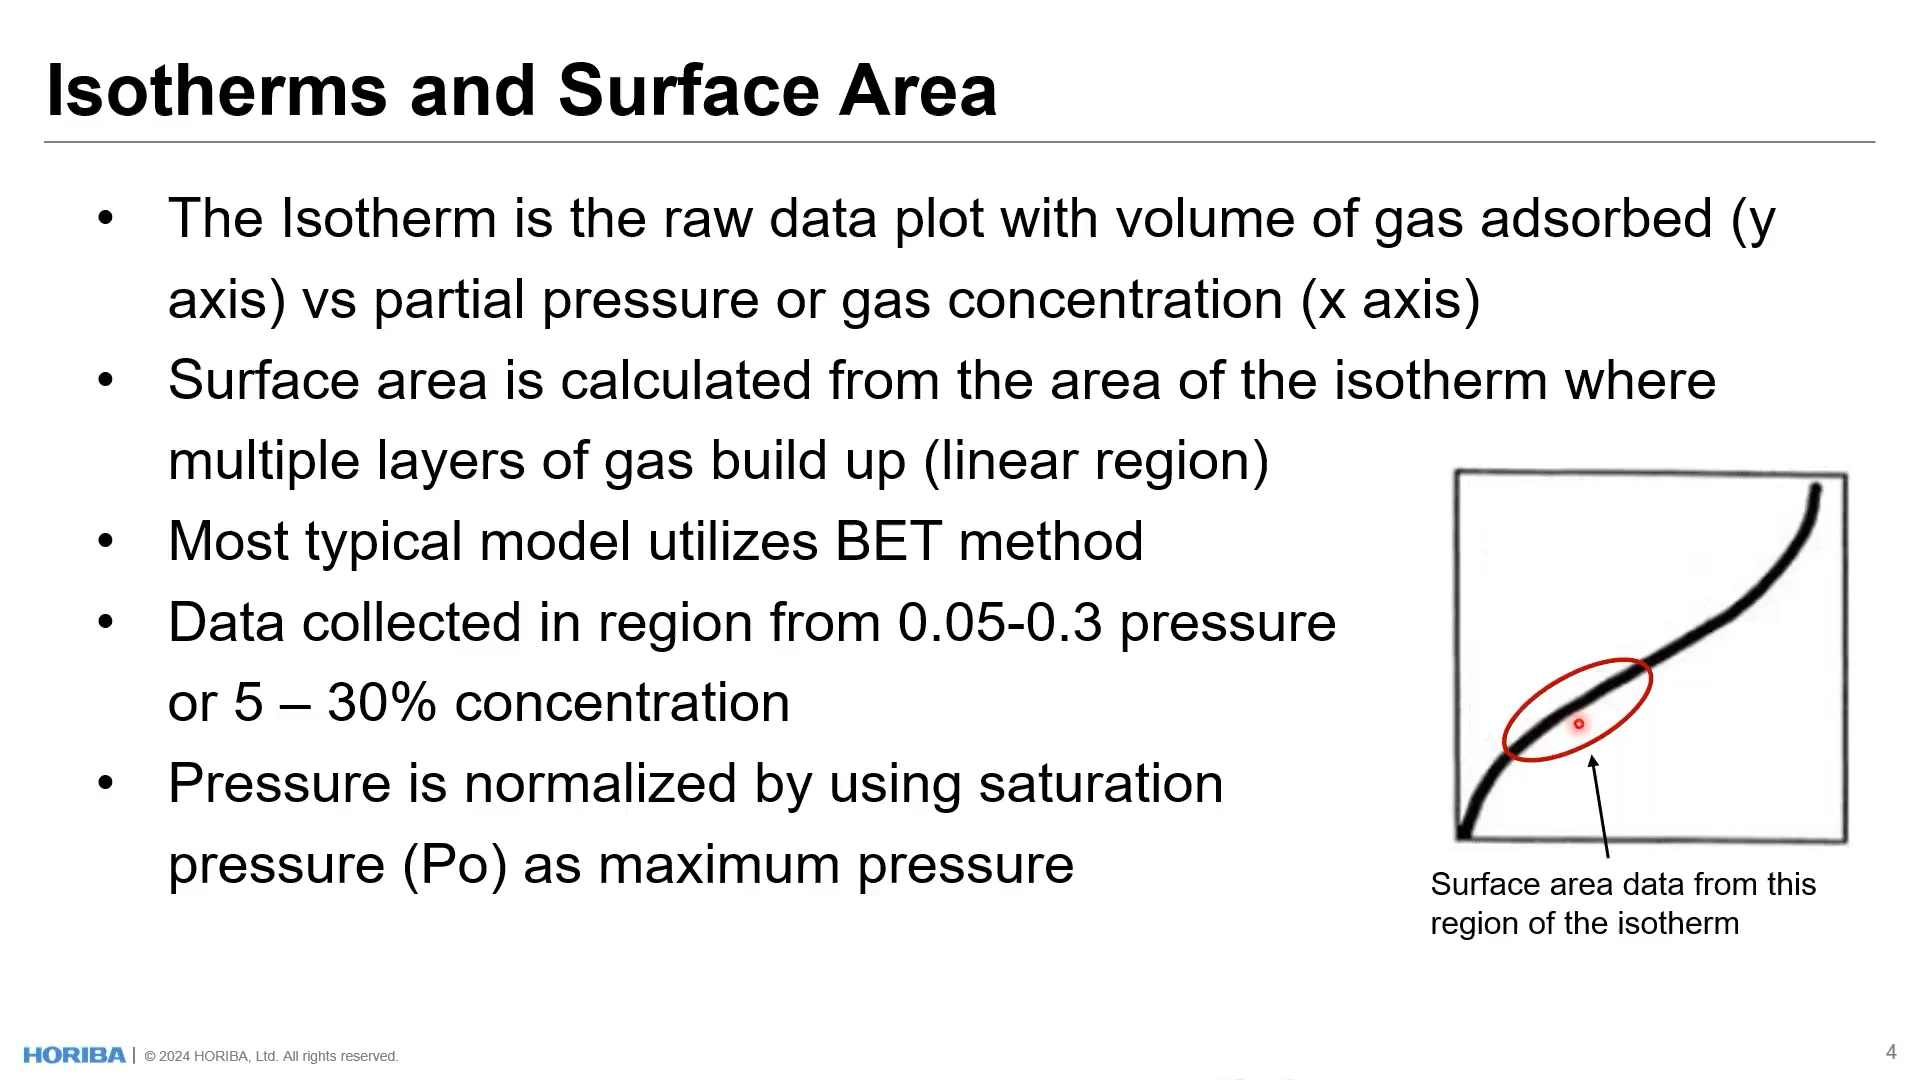 Isotherms and Surface Area
• The Isotherm is the raw data plot with volume of gas adsorbed (y
axis) vs partial pressure or gas concentration (x axis)
• Surface area is calculated from the area of the isotherm where
multiple layers of gas build up (linear region)
• Most typical model utilizes BET method
• Data collected in region from 0.05-0.3 pressure
or 5 – 30% concentration
• Pressure is normalized by using saturation
pressure (Po) as maximum pressure
Surface area data from this
region of the isotherm
HORIBA | © 2024 HORIBA, Ltd. All rights reserved.
4